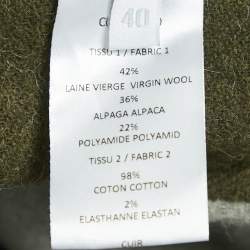 40
TISSU 1 / FABRIC 1
42%
LAINE VIERGE VIRGIN WOOL
36%
ALPAGA ALPACA
22%
POLYAMIDE POLYAMID
TISSU 2 / FABRIC 2
98%
COTON COTTON
2%
ELASTHANNE ELASTAN
CUIR